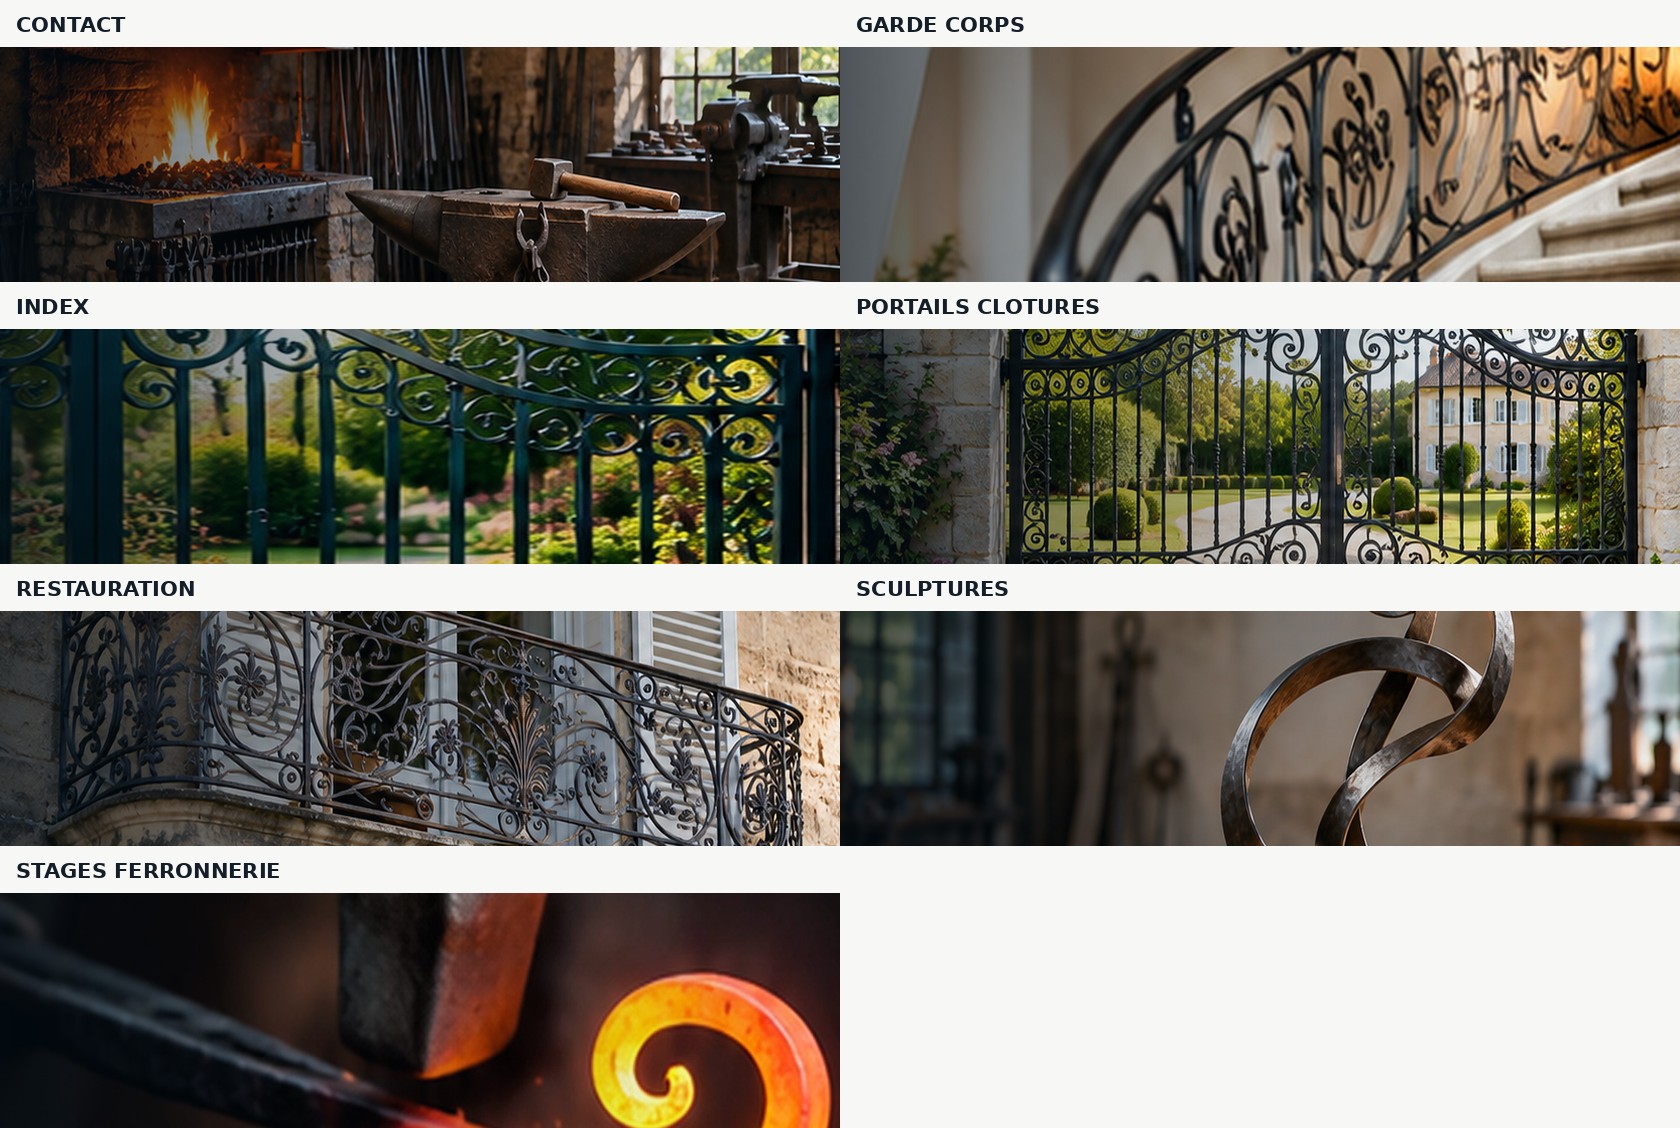 CONTACT
GARDE CORPS
INDEX
PORTAILS CLOTURES
RESTAURATION
SCULPTURES
STAGES FERRONNERIE